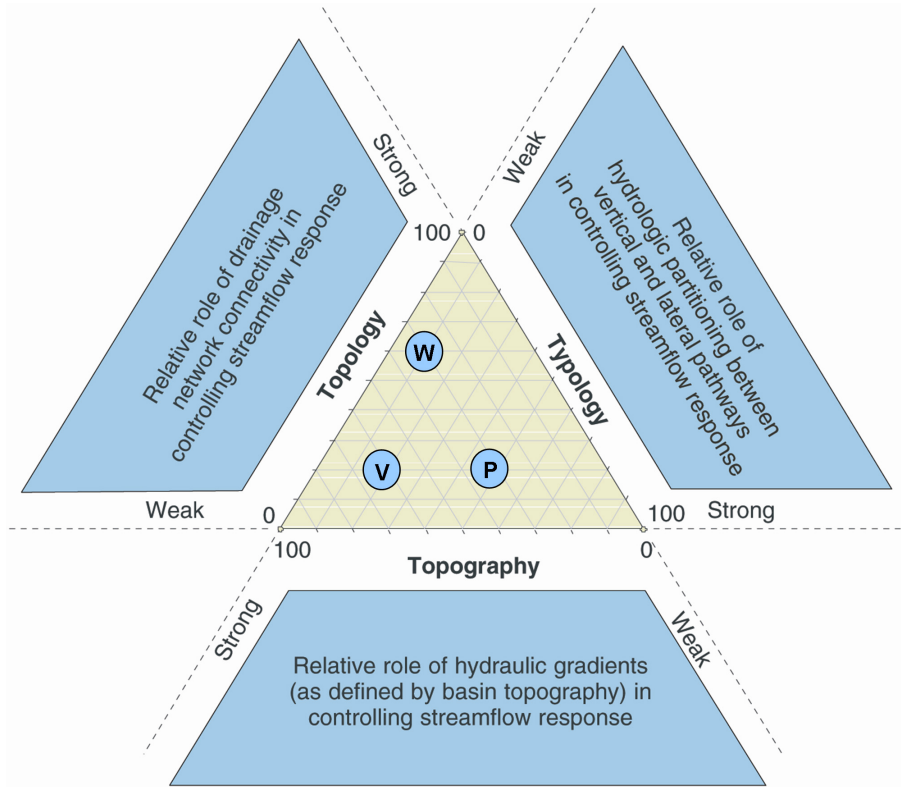 Strong
Weak
Relative role of drainage
network connectivity in
controlling streamflow response
Relative role of
hydrologic partitioning between
vertical and lateral pathways
in controlling streamflow response
100
0
Topology
Typology
W
V
P
Weak
0
100
Strong
100
0
Topography
Strong
Weak
Relative role of hydraulic gradients
(as defined by basin topography) in
controlling streamflow response